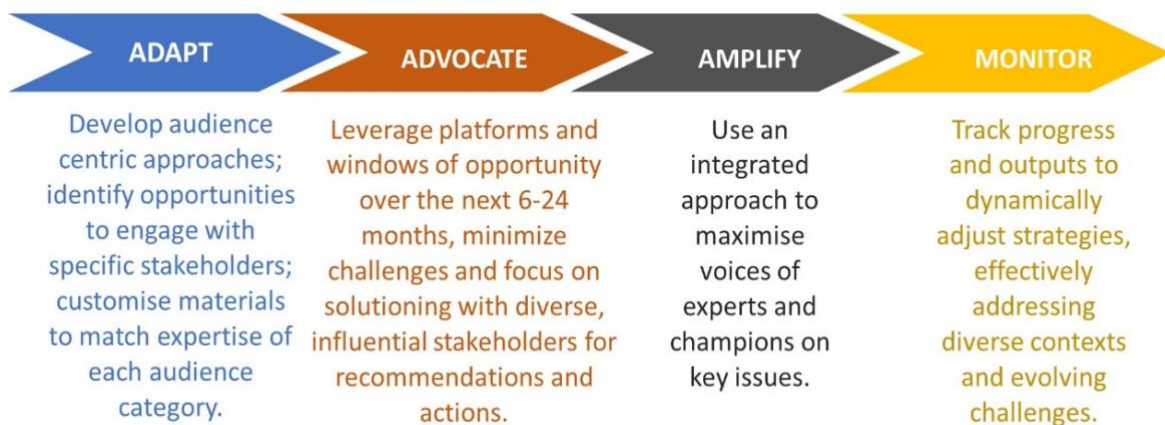 ADAPT
ADVOCATE
AMPLIFY
MONITOR
Develop audience
centric approaches;
identify opportunities
to engage with
specific stakeholders;
customise materials
to match expertise of
each audience
category.
Leverage platforms and
windows of opportunity
over the next 6-24
months, minimize
challenges and focus on
solutioning with diverse,
influential stakeholders for
recommendations and
actions.
Use an
integrated
approach to
maximise
voices of
experts and
champions on
key issues.
Track progress
and outputs to
dynamically
adjust strategies,
effectively
addressing
diverse contexts
and evolving
challenges.